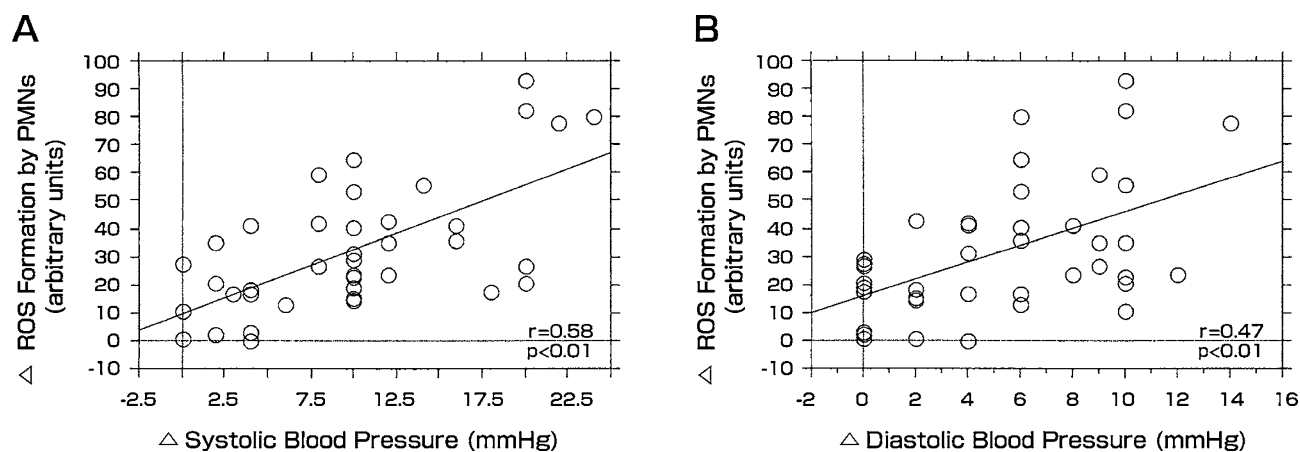 A
△ ROS Formation by PMNs
(arbitrary units)
100
90
80
70
60
50
40
30
20
10
0
-10
r=0.58
p<0.01
-2.5 2.5 7.5 12.5 17.5 22.5
△ Systolic Blood Pressure (mmHg)
B
△ ROS Formation by PMNs
(arbitrary units)
100
90
80
70
60
50
40
30
20
10
0
-10
r=0.47
p<0.01
-2 0 2 4 6 8 10 12 14 16
△ Diastolic Blood Pressure (mmHg)